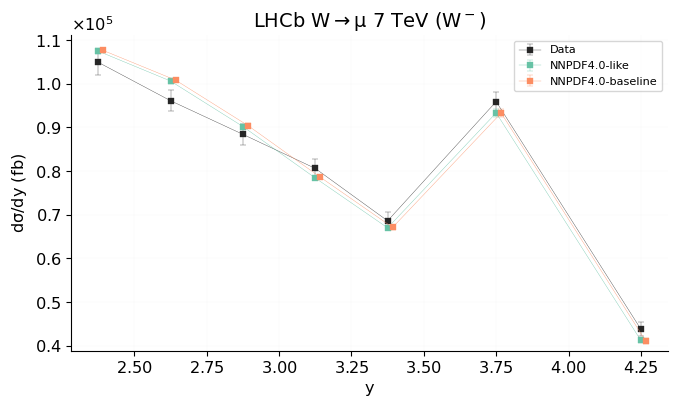 LHCb W→μ 7 TeV (W⁻)
×10⁵
Data
NNPDF4.0-like
NNPDF4.0-baseline
dσ/dy (fb)
1.1
1.0
0.9
0.8
0.7
0.6
0.5
0.4
2.50 2.75 3.00 3.25 3.50 3.75 4.00 4.25
y